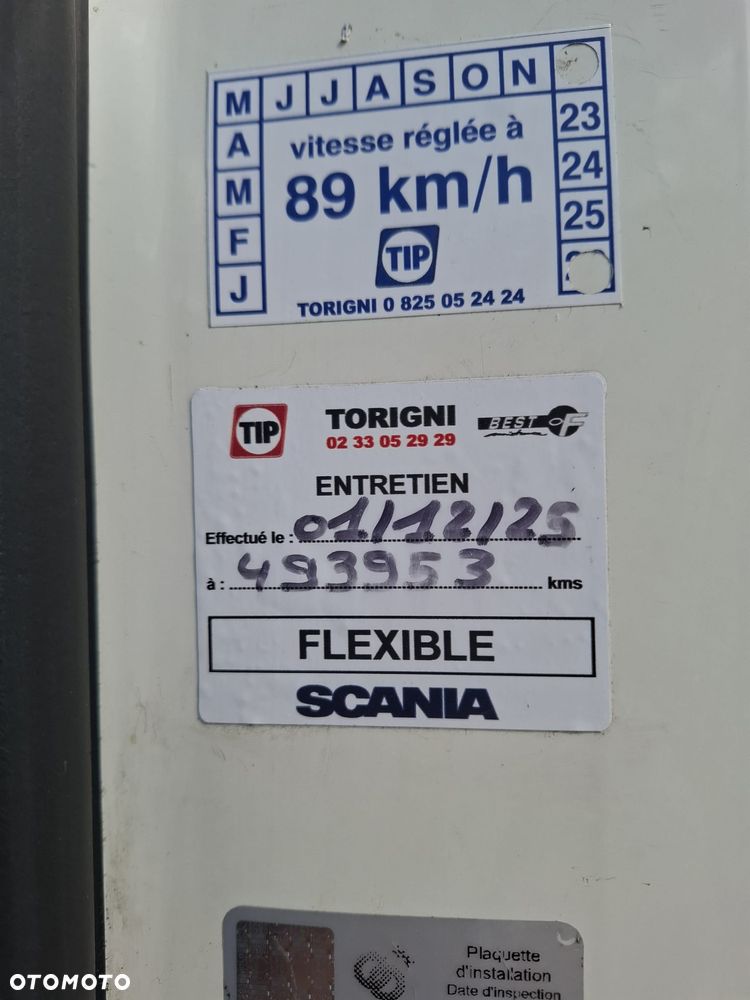 M J J A S O N
A
M
F
J
23
24
25
vitesse réglée à
89 km/h
TIP
TORIGNI 0 825 05 24 24
TIP TORIGNI BEST OF
02 33 05 29 29
ENTRETIEN
Effectué le : 01/12/25
à : 493953 kms
FLEXIBLE
SCANIA
Plaquette
d'installation
Date d'inspection
OTOMOTO